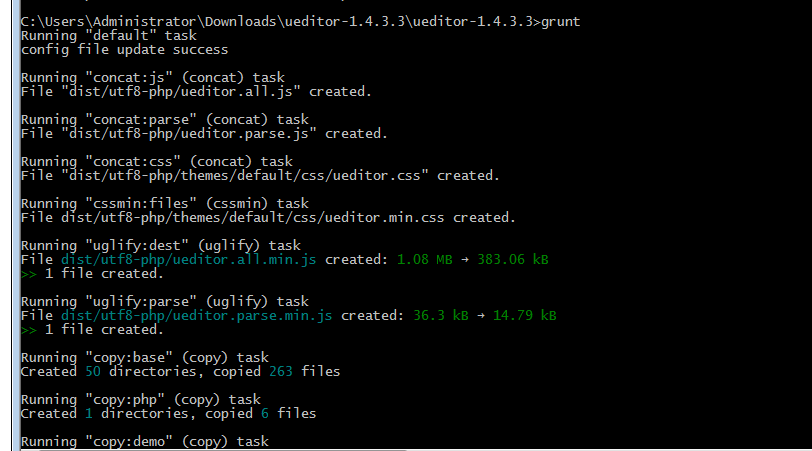 C:\Users\Administrator\Downloads\ueditor-1.4.3.3\ueditor-1.4.3.3>grunt
Running "default" task
config file update success
Running "concat:js" (concat) task
File "dist/utf8-php/ueditor.all.js" created.
Running "concat:parse" (concat) task
File "dist/utf8-php/ueditor.parse.js" created.
Running "concat:css" (concat) task
File "dist/utf8-php/themes/default/css/ueditor.css" created.
Running "cssmin:files" (cssmin) task
File dist/utf8-php/themes/default/css/ueditor.min.css created.
Running "uglify:dest" (uglify) task
File dist/utf8-php/ueditor.all.min.js created: 1.08 MB → 383.06 kB
>> 1 file created.
Running "uglify:parse" (uglify) task
File dist/utf8-php/ueditor.parse.min.js created: 36.3 kB → 14.79 kB
>> 1 file created.
Running "copy:base" (copy) task
Created 50 directories, copied 263 files
Running "copy:php" (copy) task
Created 1 directories, copied 6 files
Running "copy:demo" (copy) task